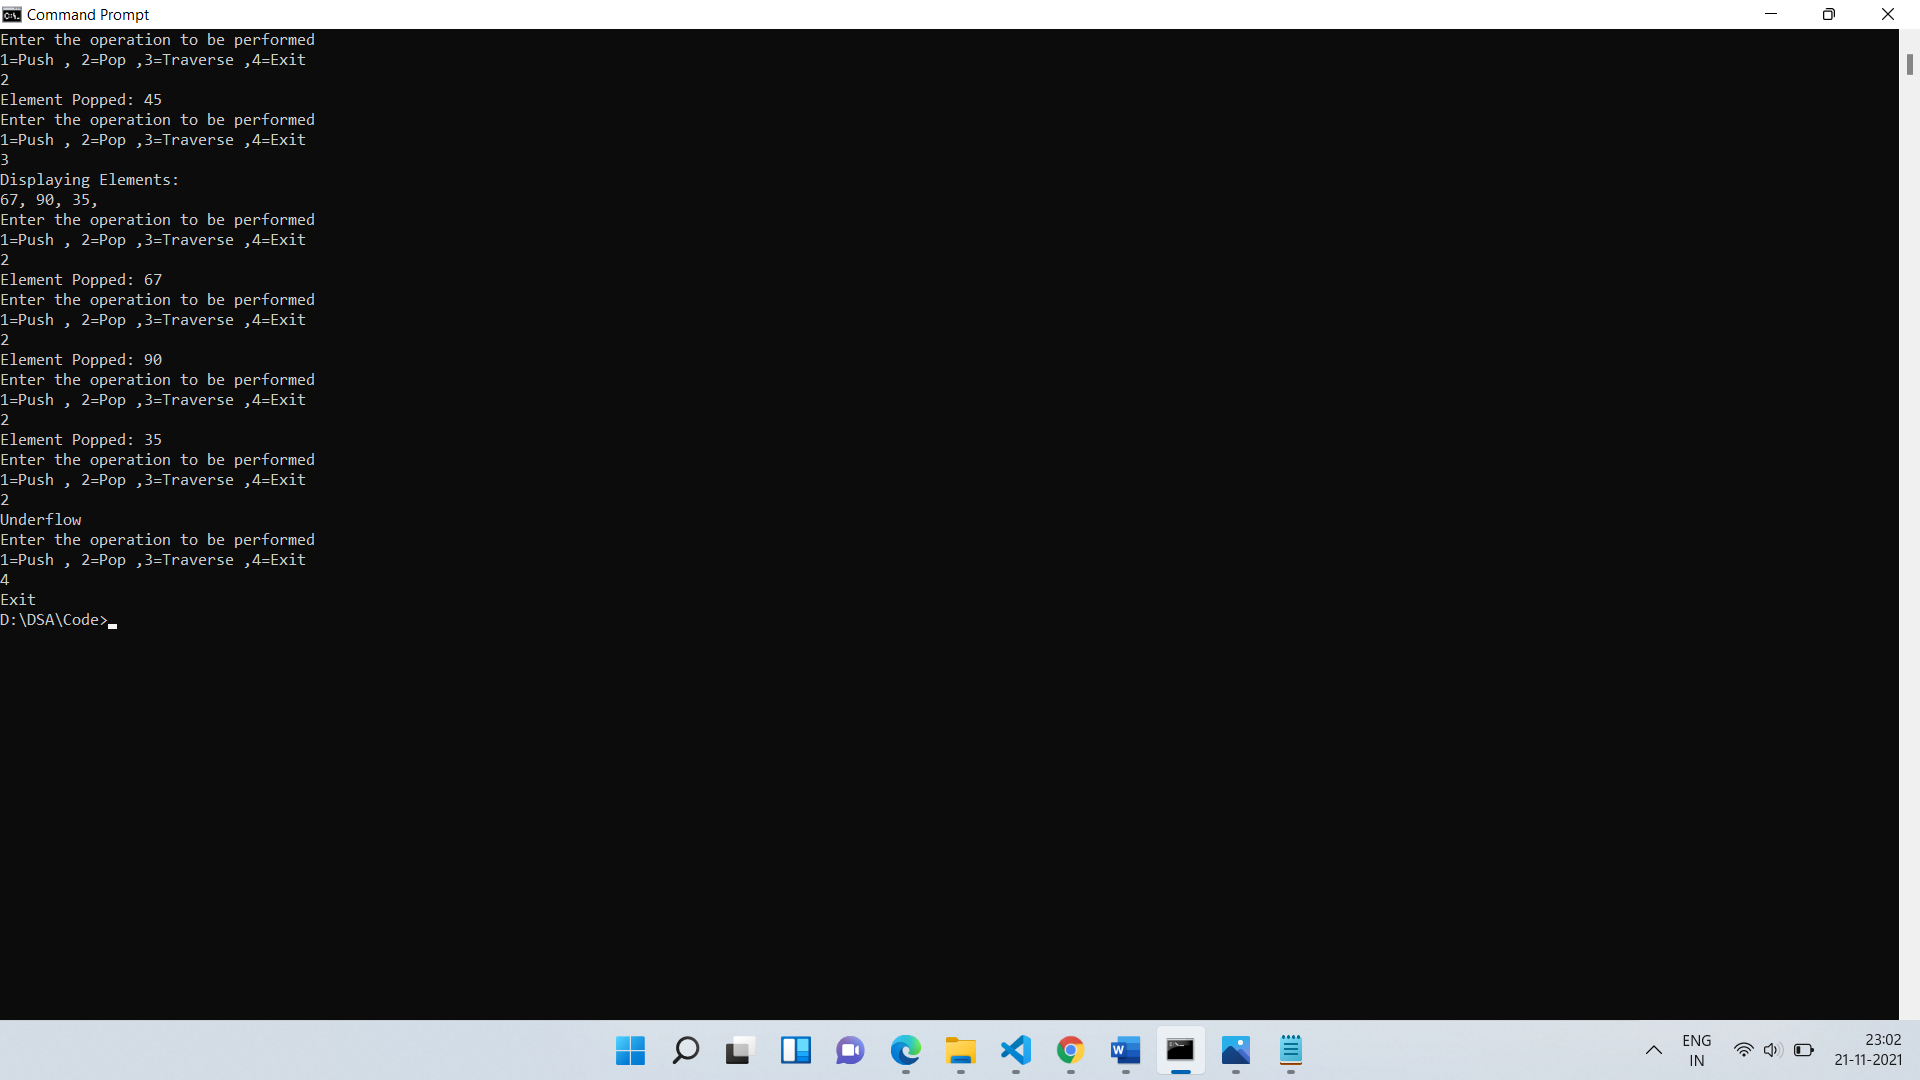 Command Prompt
Enter the operation to be performed
1=Push , 2=Pop ,3=Traverse ,4=Exit
2
Element Popped: 45
Enter the operation to be performed
1=Push , 2=Pop ,3=Traverse ,4=Exit
3
Displaying Elements:
67, 90, 35,
Enter the operation to be performed
1=Push , 2=Pop ,3=Traverse ,4=Exit
2
Element Popped: 67
Enter the operation to be performed
1=Push , 2=Pop ,3=Traverse ,4=Exit
2
Element Popped: 90
Enter the operation to be performed
1=Push , 2=Pop ,3=Traverse ,4=Exit
2
Element Popped: 35
Enter the operation to be performed
1=Push , 2=Pop ,3=Traverse ,4=Exit
2
Underflow
Enter the operation to be performed
1=Push , 2=Pop ,3=Traverse ,4=Exit
4
Exit
D:\DSA\Code>
ENG
IN
23:02
21-11-2021